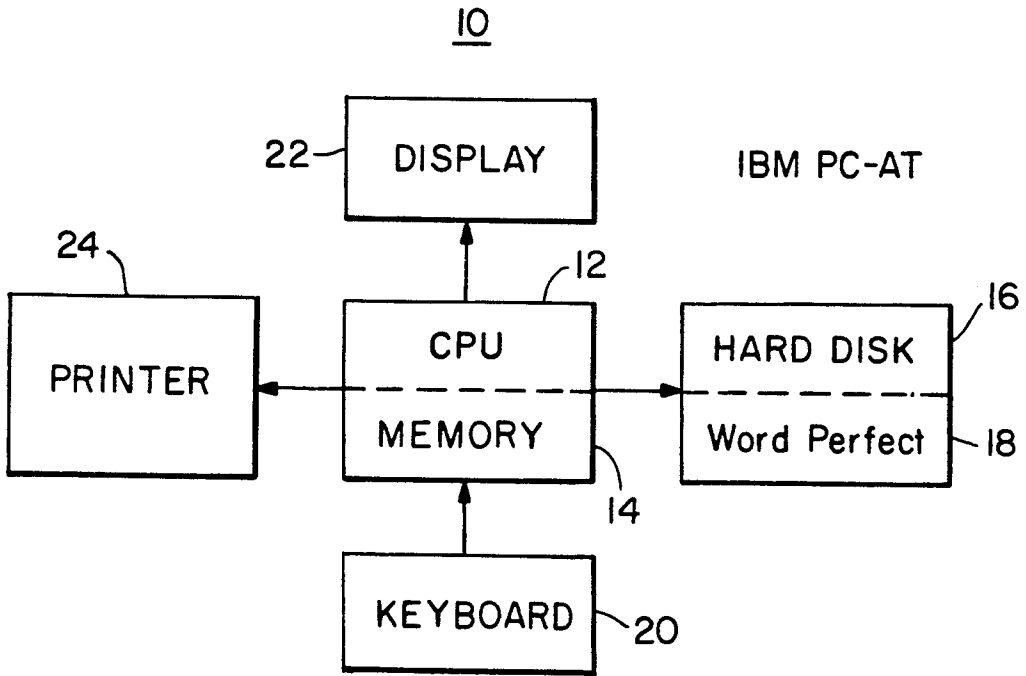 10
22
DISPLAY
IBM PC-AT
24
12
16
PRINTER
CPU
HARD DISK
MEMORY
Word Perfect
18
14
KEYBOARD
20